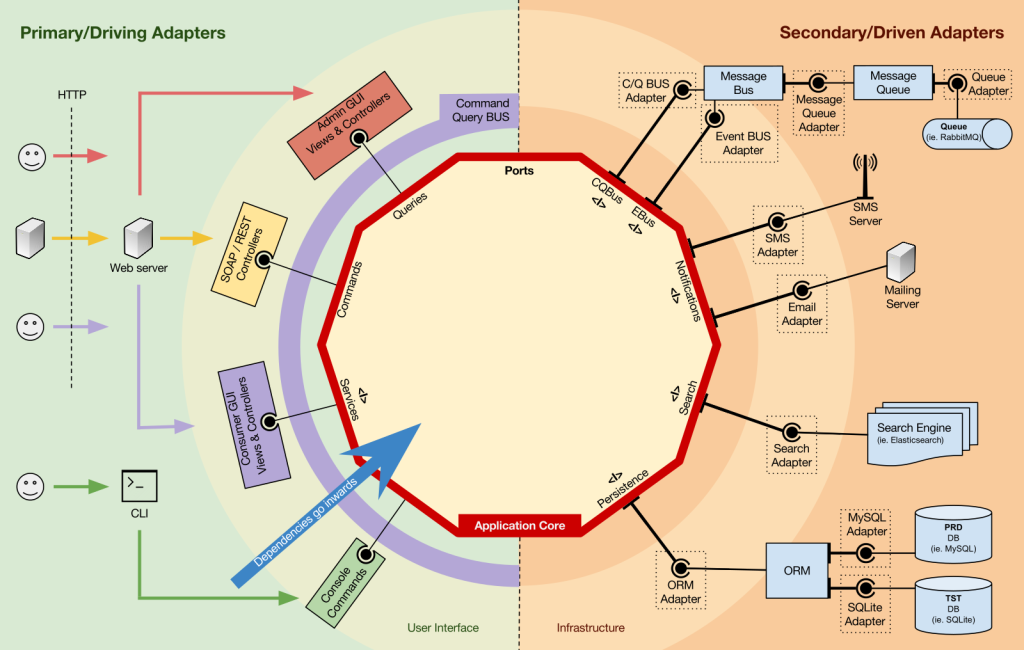 Primary/Driving Adapters
Secondary/Driven Adapters
HTTP
Web server
CLI
>_
Admin GUI
Views & Controllers
SOAP / REST
Controllers
Consumer GUI
Views & Controllers
Console
Commands
Dependencies go inwards
Command
Query BUS
Ports
Queries
Commands
Services
</>
Application Core
CQBus
</>
EBus
</>
Notifications
</>
Search
</>
Persistence
</>
C/Q BUS
Adapter
Message
Bus
Event BUS
Adapter
Message
Queue
Adapter
Message
Queue
Queue
Adapter
Queue
(ie. RabbitMQ)
SMS
Adapter
SMS
Server
Email
Adapter
Mailing
Server
Search
Adapter
Search Engine
(ie. Elasticsearch)
ORM
Adapter
ORM
MySQL
Adapter
PRD
DB
(ie. MySQL)
SQLite
Adapter
TST
DB
(ie. SQLite)
User Interface
Infrastructure